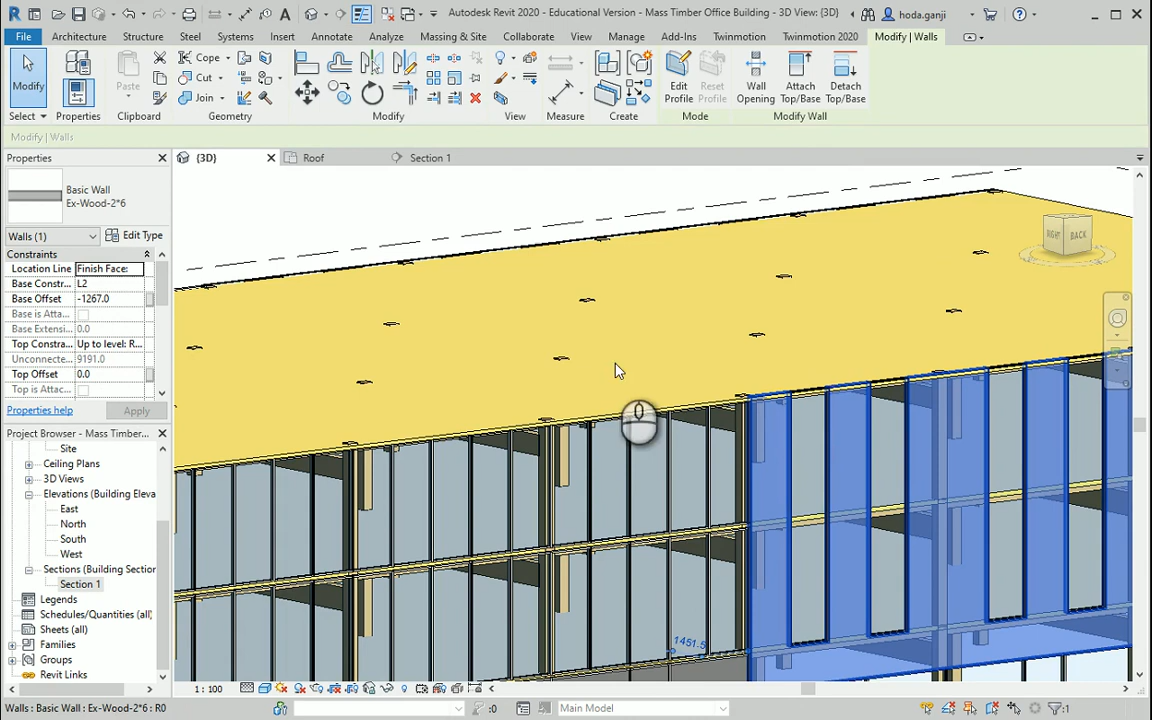 Autodesk Revit 2020 - Educational Version - Mass Timber Office Building - 3D View: {3D}
hoda.ganji
File
Architecture
Structure
Steel
Systems
Insert
Annotate
Analyze
Massing & Site
Collaborate
View
Manage
Add-Ins
Twinmotion
Twinmotion 2020
Modify | Walls
Cope
Cut
Join
Modify
Properties
Paste
Edit Profile
Reset Profile
Wall Opening
Attach Top/Base
Detach Top/Base
Select
Properties
Clipboard
Geometry
Modify
View
Measure
Create
Mode
Modify Wall
Modify | Walls
Properties
{3D}
Roof
Section 1
Basic Wall
Ex-Wood-2*6
Walls (1)
Edit Type
Constraints
Location Line Finish Face:
Base Constr... L2
Base Offset -1267.0
Base is Atta...
Base Extensi... 0.0
Top Constra... Up to level: R...
Unconnecte... 9191.0
Top Offset 0.0
Top is Attac...
Properties help
Apply
Project Browser - Mass Timber...
Site
Ceiling Plans
3D Views
Elevations (Building Eleva
East
North
South
West
Sections (Building Section
Section 1
Legends
Schedules/Quantities (all)
Sheets (all)
Families
Groups
Revit Links
RIGHT
BACK
1451.5
1 : 100
Walls : Basic Wall : Ex-Wood-2*6 : R0
:0
Main Model
:1